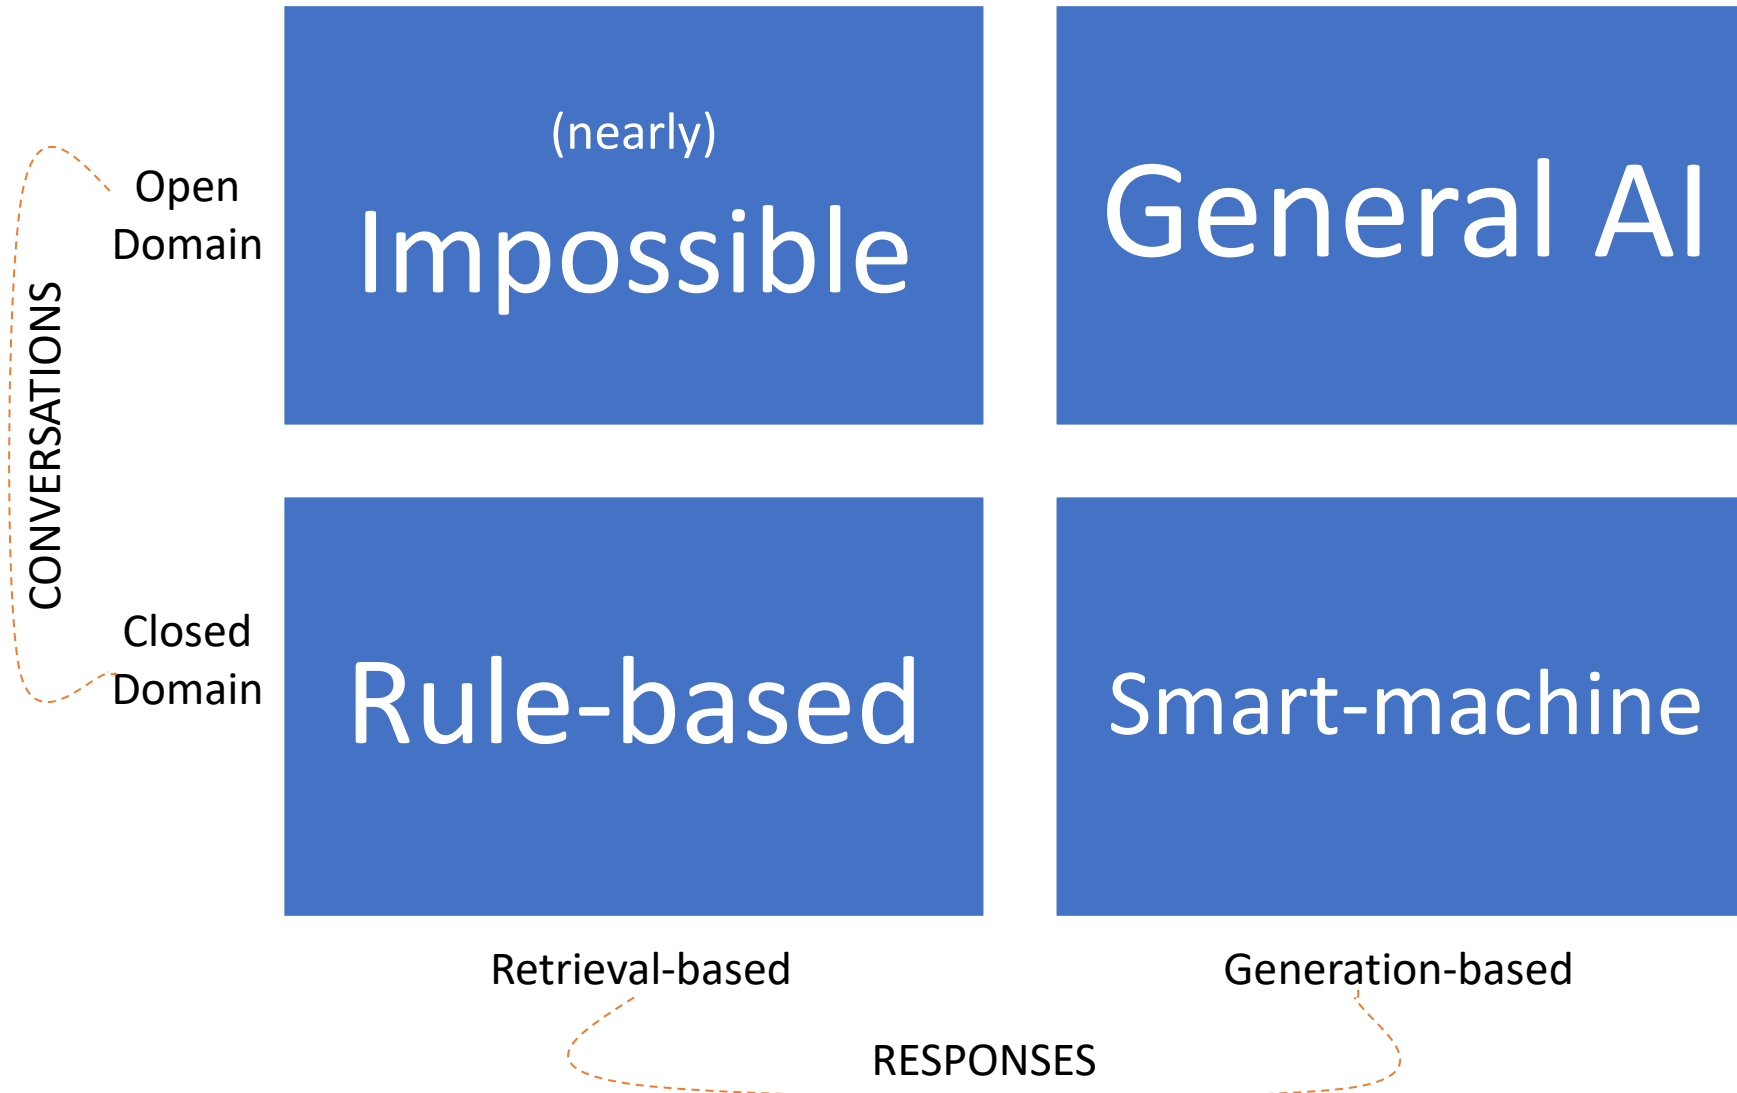 (nearly)
Impossible
General AI
Open
Domain
CONVERSATIONS
Closed
Domain
Rule-based
Smart-machine
Retrieval-based
Generation-based
RESPONSES